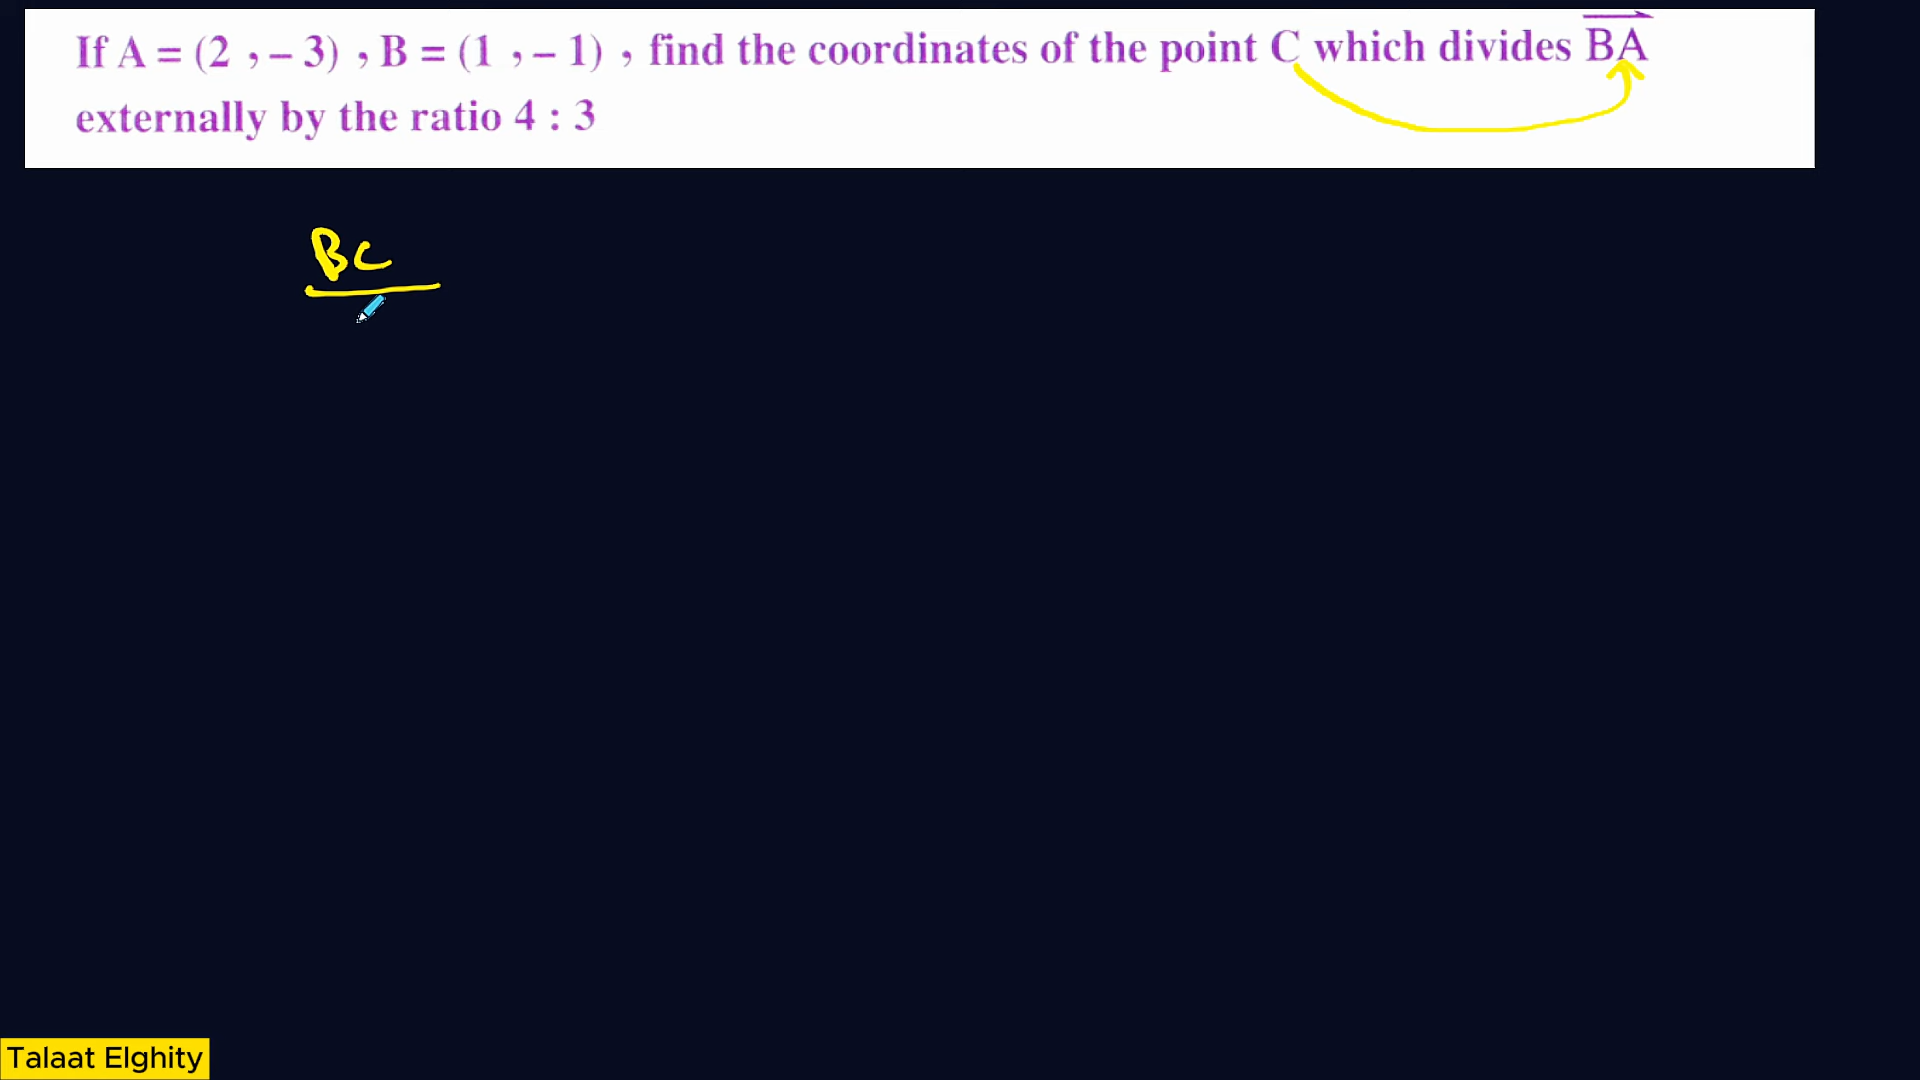 If A = (2 , – 3) , B = (1 , – 1) , find the coordinates of the point C which divides BA
externally by the ratio 4 : 3
BC
Talaat Elghity